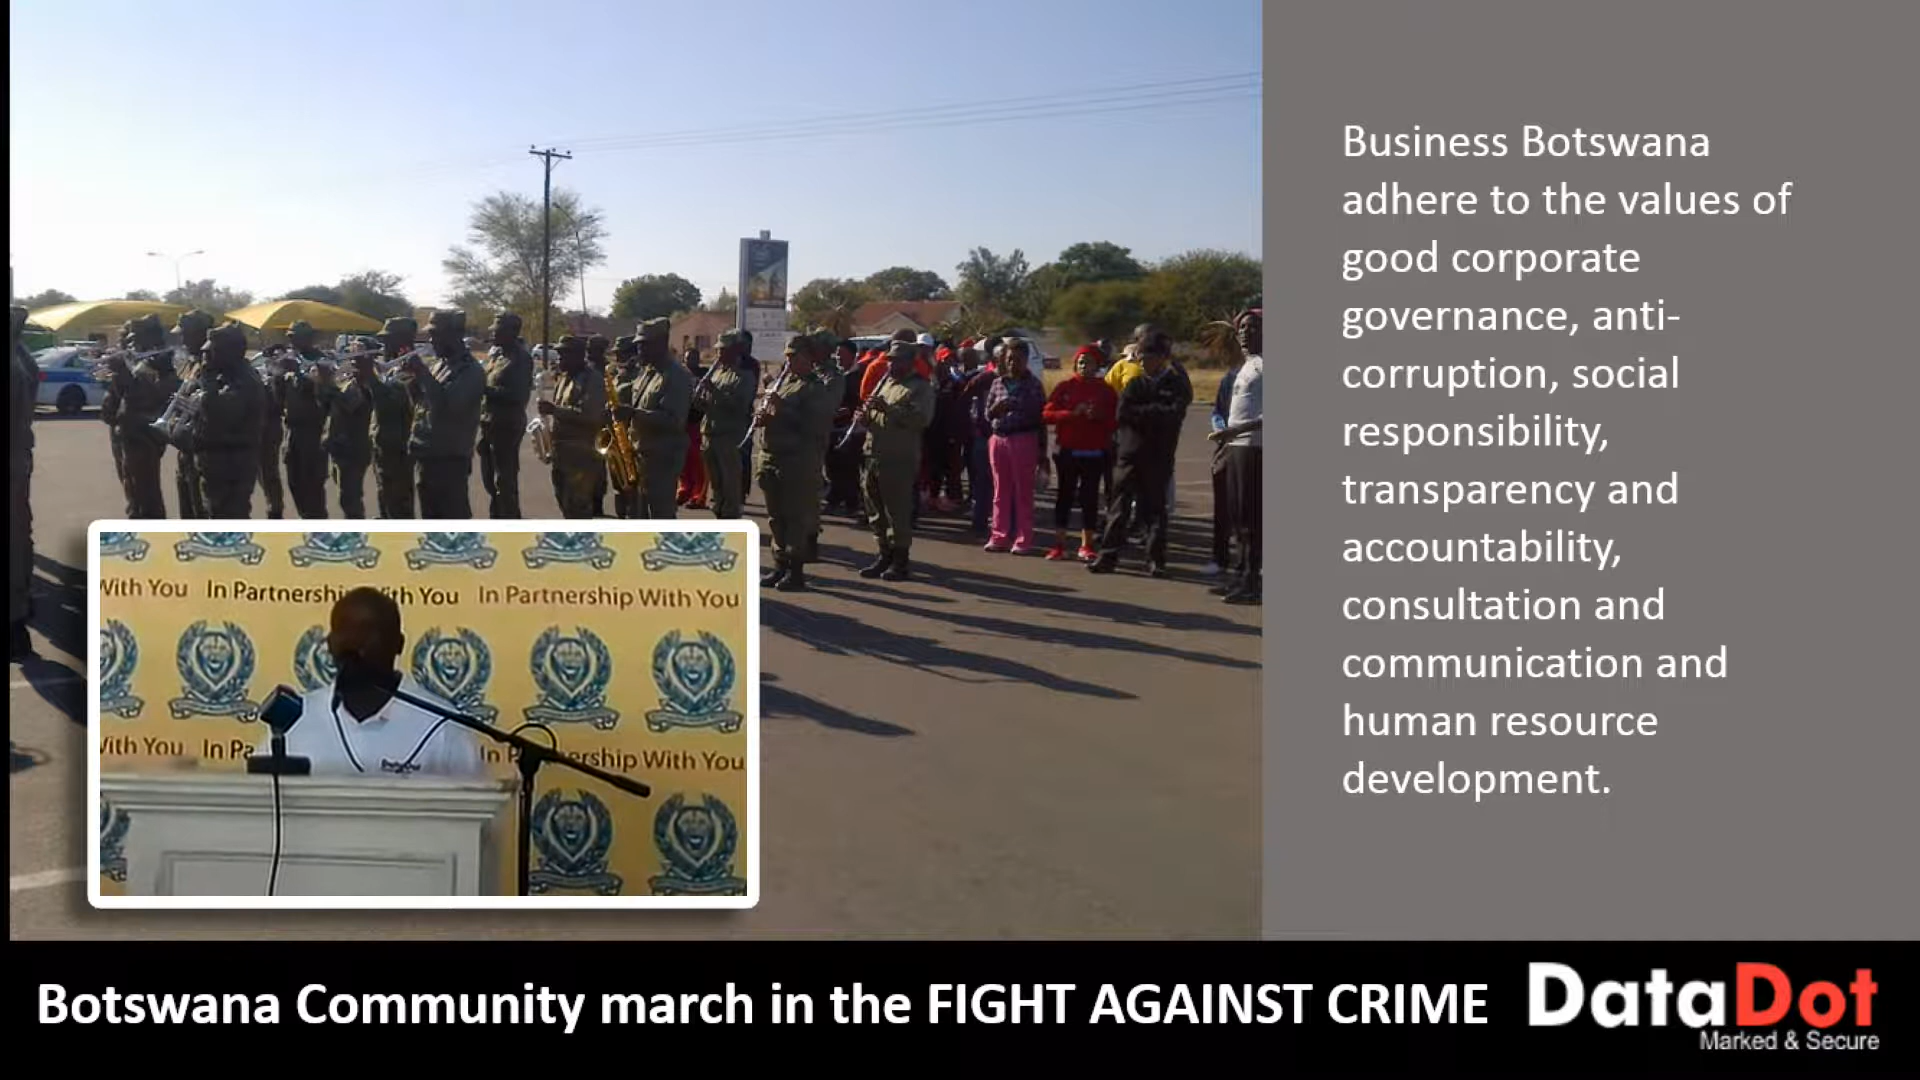 Business Botswana
adhere to the values of
good corporate
governance, anti-
corruption, social
responsibility,
transparency and
accountability,
consultation and
communication and
human resource
development.
With You In Partnership With You In Partnership With You
With You In Pa In P ership With You
Botswana Community march in the FIGHT AGAINST CRIME
DataDot
Marked & Secure